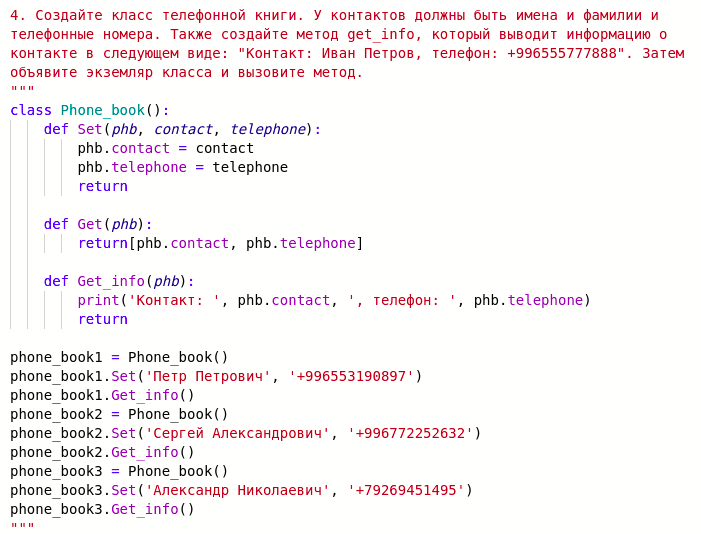 4. Создайте класс телефонной книги. У контактов должны быть имена и фамилии и
телефонные номера. Также создайте метод get_info, который выводит информацию о
контакте в следующем виде: "Контакт: Иван Петров, телефон: +996555777888". Затем
объявите экземляр класса и вызовите метод.
"""
class Phone_book():
    def Set(phb, contact, telephone):
        phb.contact = contact
        phb.telephone = telephone
        return
    def Get(phb):
        return[phb.contact, phb.telephone]
    def Get_info(phb):
        print('Контакт: ', phb.contact, ', телефон: ', phb.telephone)
        return
phone_book1 = Phone_book()
phone_book1.Set('Петр Петрович', '+996553190897')
phone_book1.Get_info()
phone_book2 = Phone_book()
phone_book2.Set('Сергей Александрович', '+996772252632')
phone_book2.Get_info()
phone_book3 = Phone_book()
phone_book3.Set('Александр Николаевич', '+79269451495')
phone_book3.Get_info()
"""